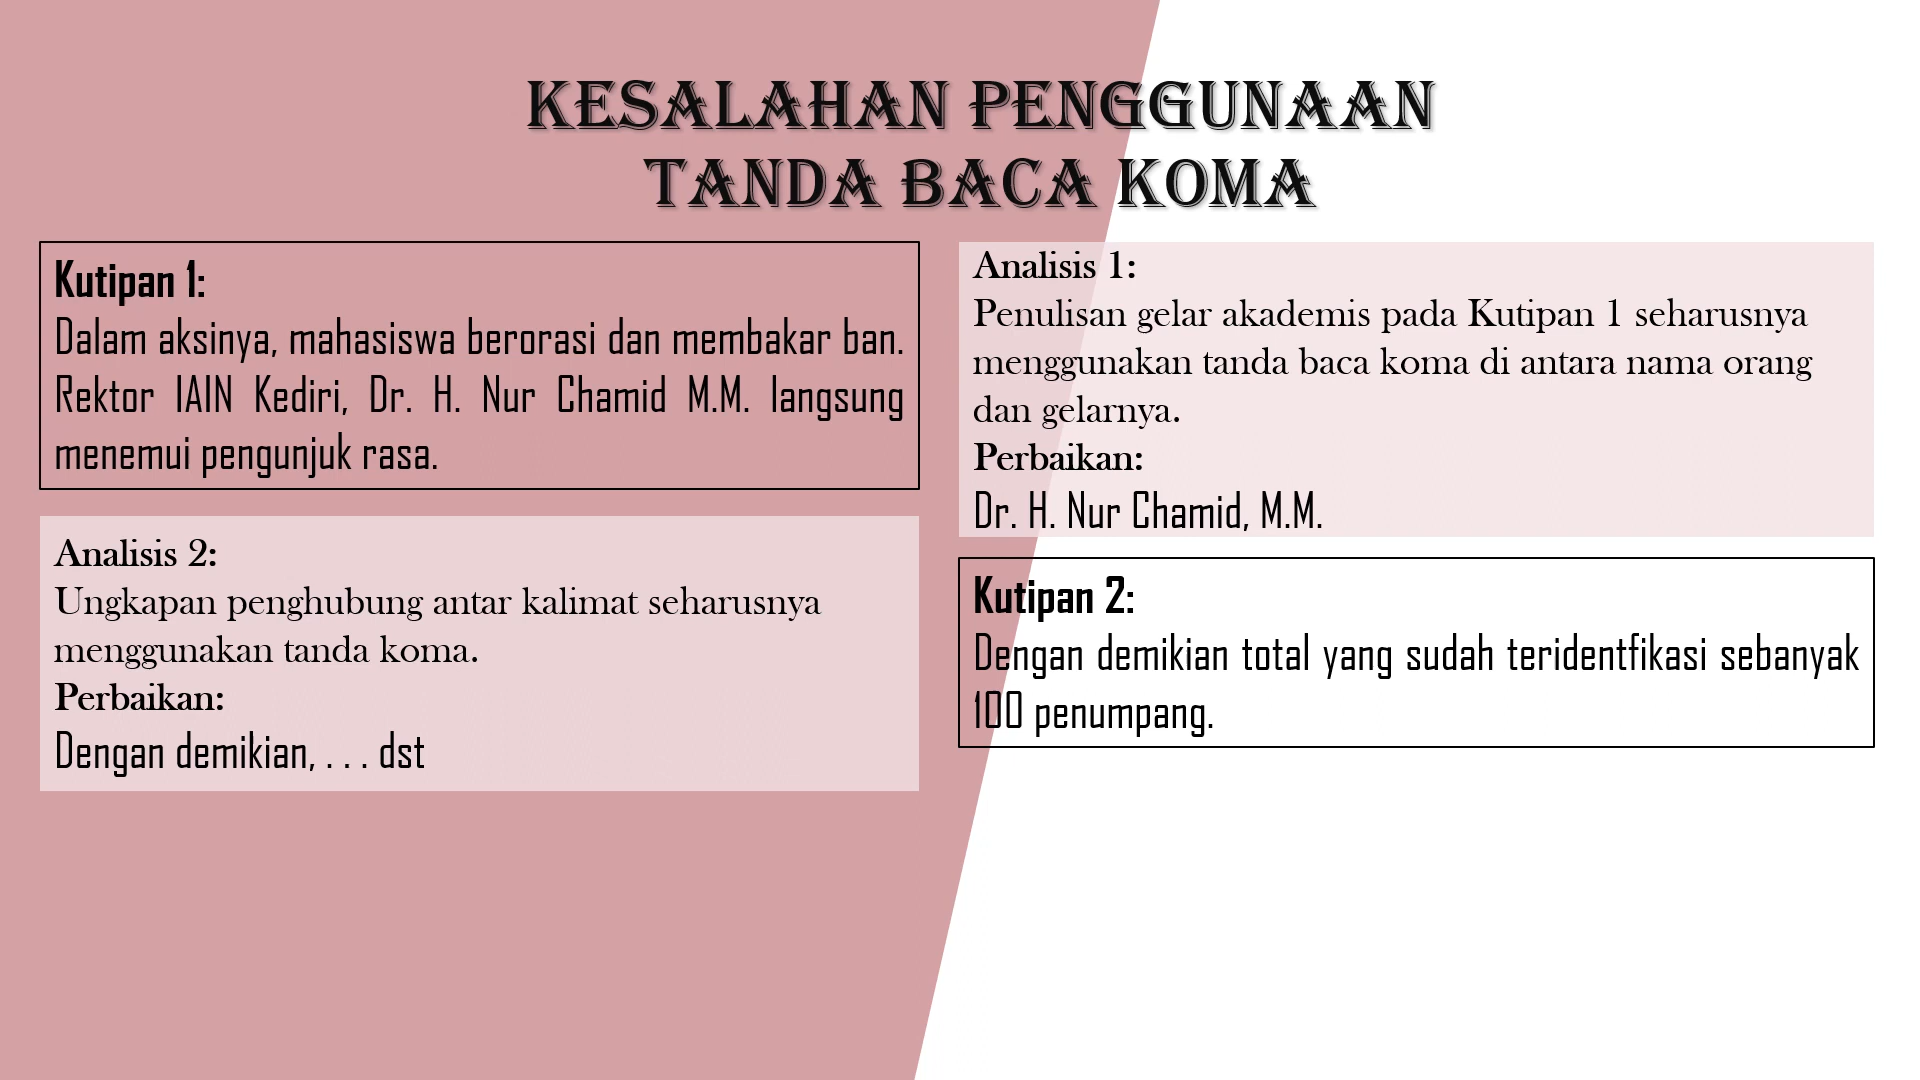 KESALAHAN PENGGUNAAN
TANDA BACA KOMA
Kutipan 1:
Dalam aksinya, mahasiswa berorasi dan membakar ban.
Rektor IAIN Kediri, Dr. H. Nur Chamid M.M. langsung
menemui pengunjuk rasa.
Analisis 1:
Penulisan gelar akademis pada Kutipan 1 seharusnya
menggunakan tanda baca koma di antara nama orang
dan gelarnya.
Perbaikan:
Dr. H. Nur Chamid, M.M.
Kutipan 2:
Dengan demikian total yang sudah teridentfikasi sebanyak
100 penumpang.
Analisis 2:
Ungkapan penghubung antar kalimat seharusnya
menggunakan tanda koma.
Perbaikan:
Dengan demikian, . . . dst